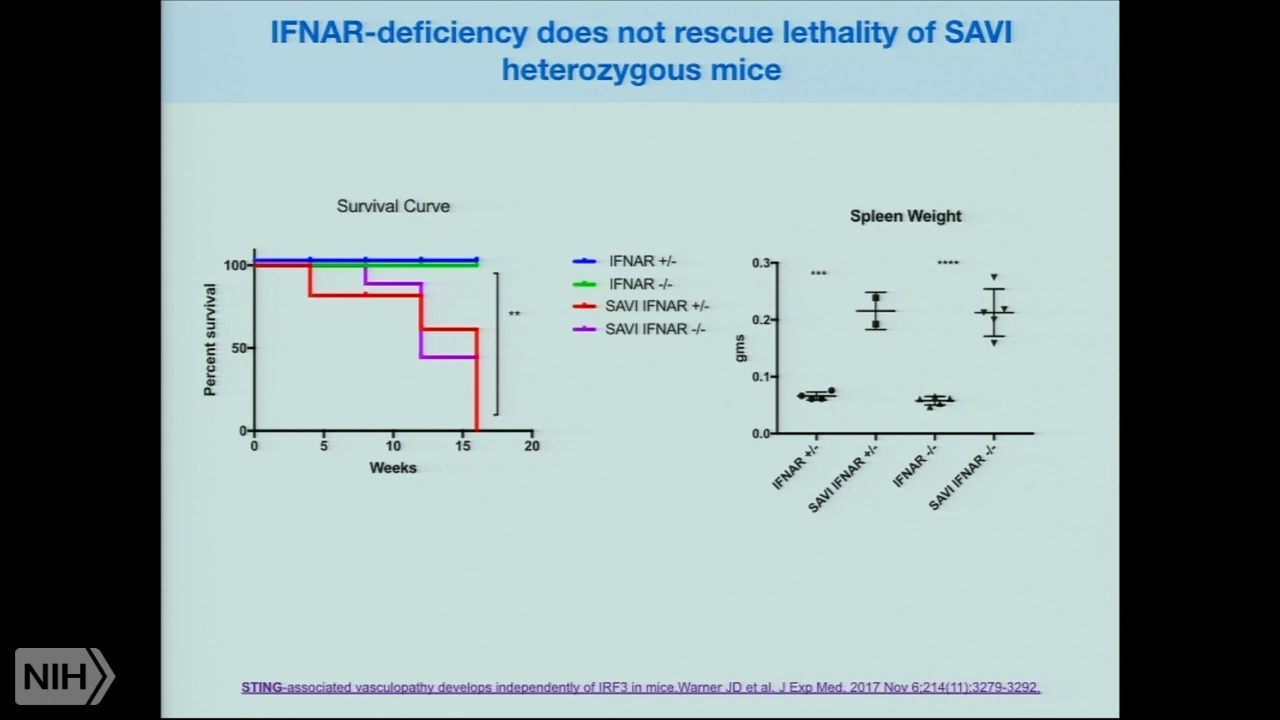 IFNAR-deficiency does not rescue lethality of SAVI
heterozygous mice
Survival Curve
100
50
0
Percent survival
0 5 10 15 20
Weeks
**
IFNAR +/-
IFNAR -/-
SAVI IFNAR +/-
SAVI IFNAR -/-
Spleen Weight
0.3
0.2
0.1
0.0
gms
***
****
IFNAR +/-
SAVI IFNAR +/-
IFNAR -/-
SAVI IFNAR -/-
NIH
STING-associated vasculopathy develops independently of IRF3 in mice.Warner JD et al. J Exp Med. 2017 Nov 6;214(11):3279-3292.